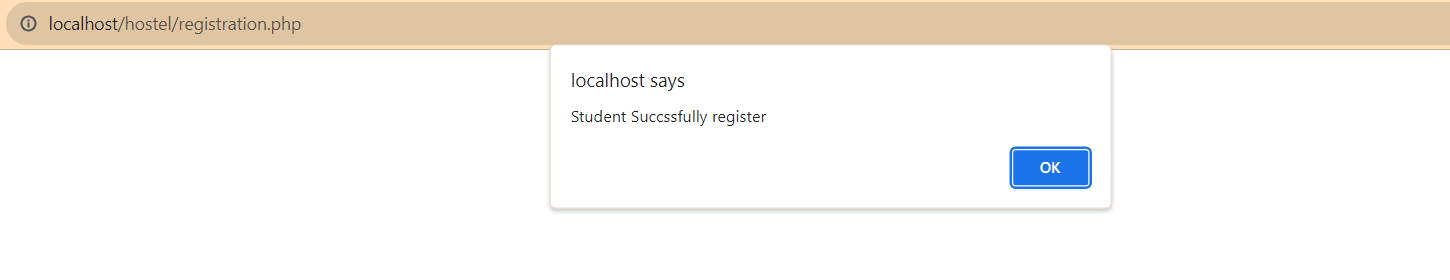 localhost/hostel/registration.php
localhost says
Student Succssfully register
OK